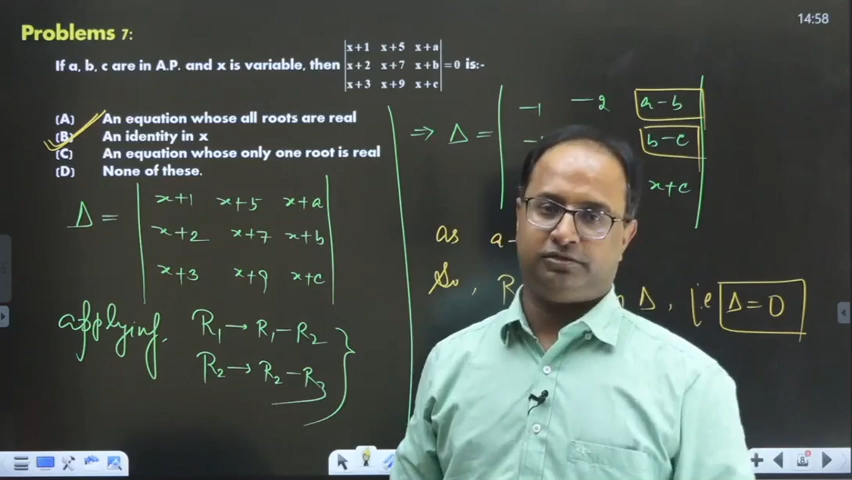 14:58
Problems 7:
If a, b, c are in A.P. and x is variable, then |x+1 x+5 x+a|
|x+2 x+7 x+b| = 0 is:-
|x+3 x+9 x+c|
(A) An equation whose all roots are real
(B) An identity in x
(C) An equation whose only one root is real
(D) None of these.
Δ = | x+1 x+5 x+a |
| x+2 x+7 x+b |
| x+3 x+9 x+c |
applying,
R₁ → R₁-R₂
R₂ → R₂-R₃ }
⇒ Δ = | -1 -2 a-b |
b-c
x+c |
as a-
So, R
Δ, i.e Δ=0
8